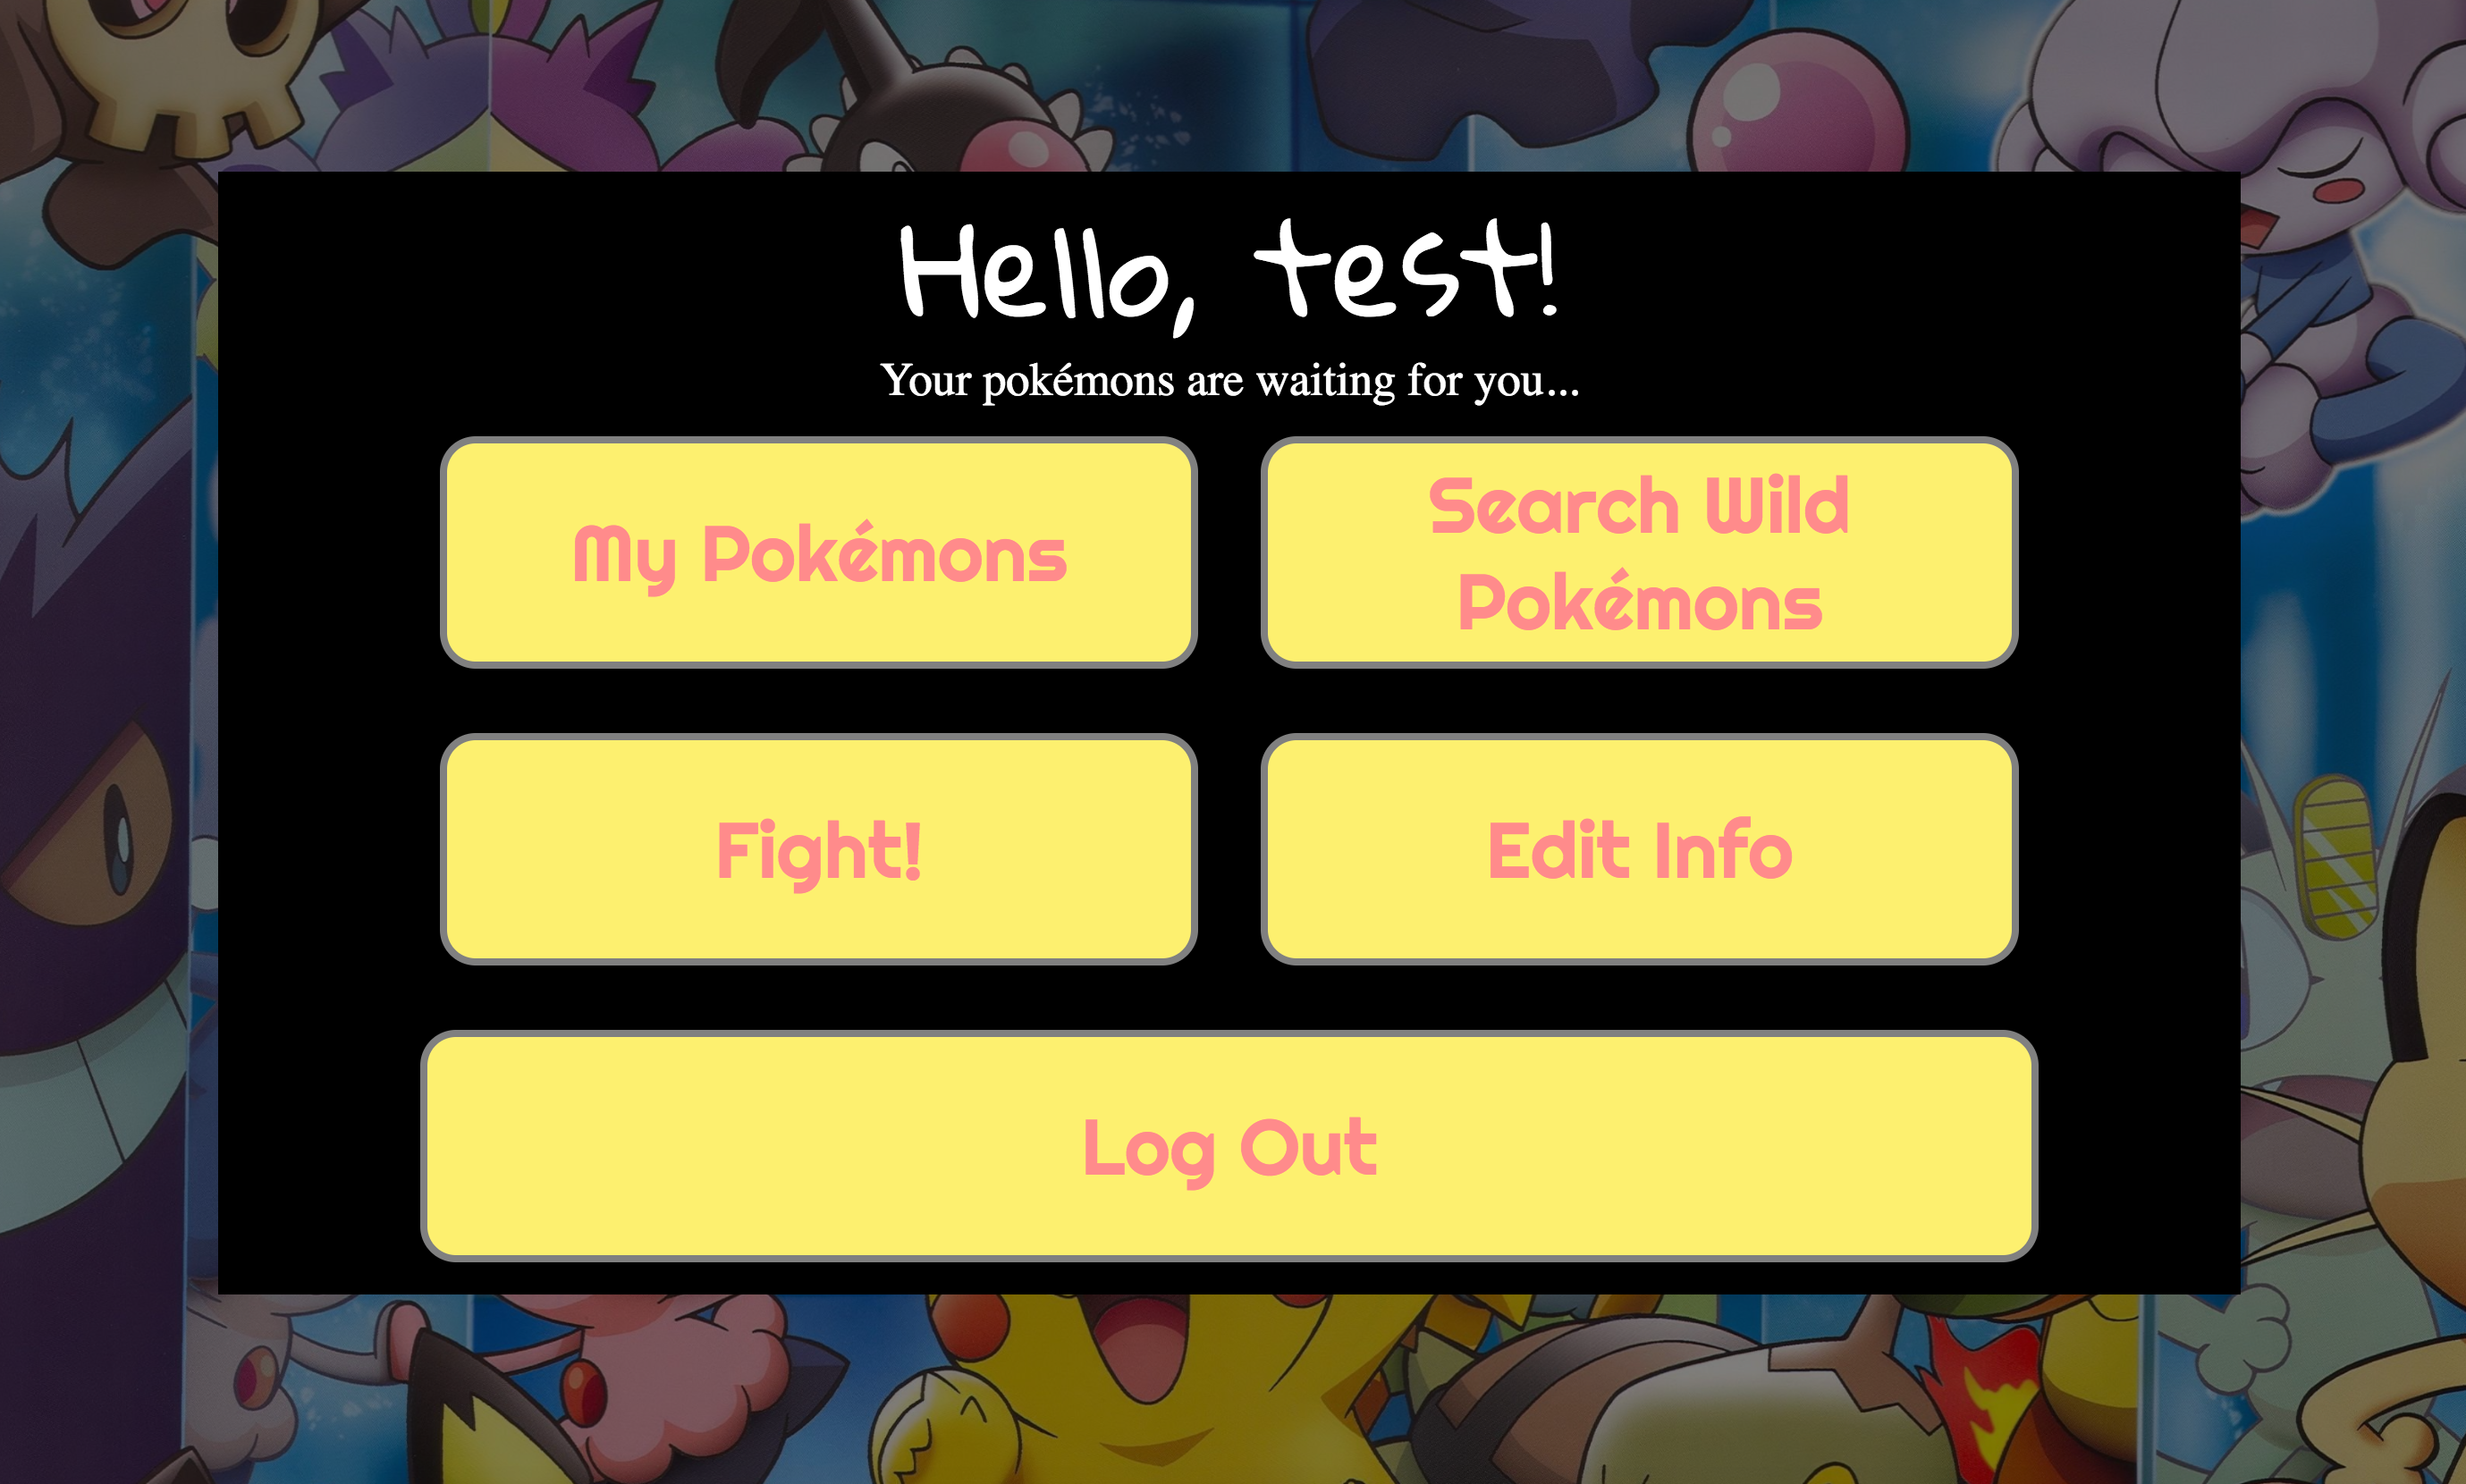 Hello, test!
Your pokémons are waiting for you...
My Pokémons
Search Wild
Pokémons
Fight!
Edit Info
Log Out